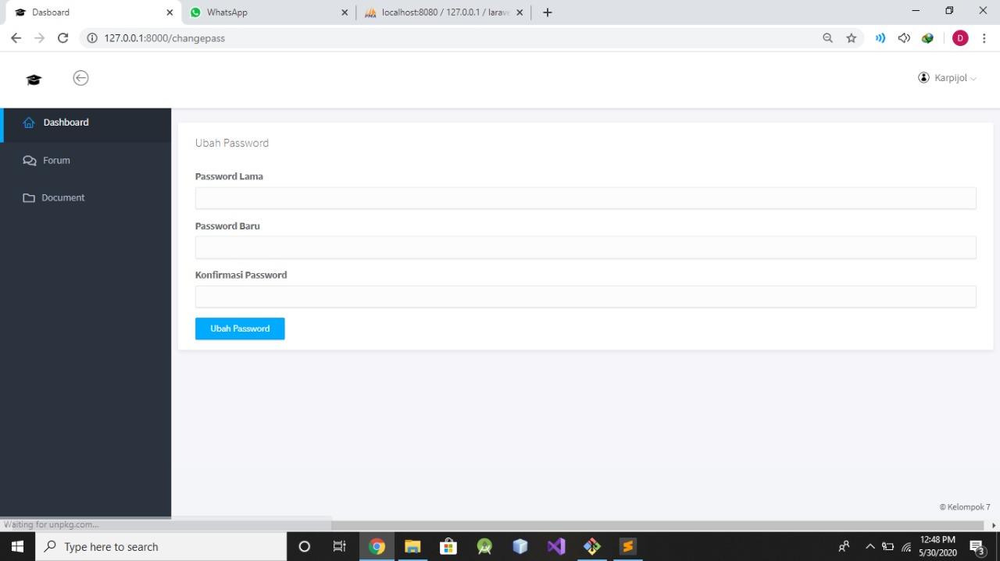 Dasboard
WhatsApp
localhost:8080 / 127.0.0.1 / larave
127.0.0.1:8000/changepass
D
Karpijol
Dashboard
Forum
Document
Ubah Password
Password Lama
Password Baru
Konfirmasi Password
Ubah Password
© Kelompok 7
Waiting for unpkg.com...
Type here to search
12:48 PM
5/30/2020
3